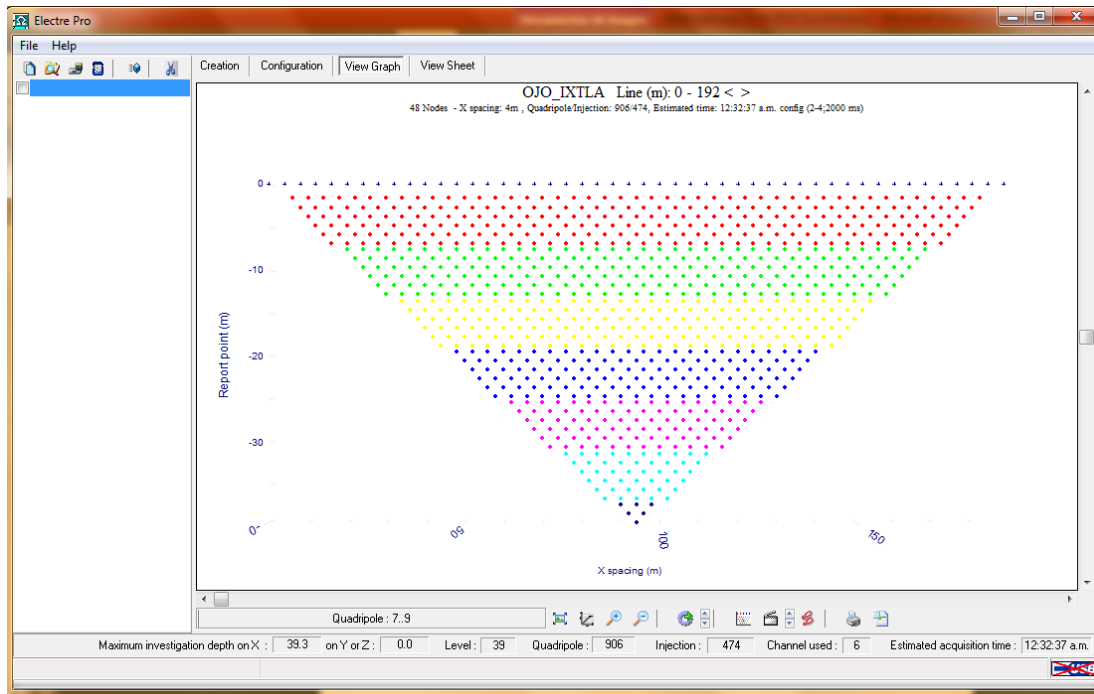 Electre Pro
File Help
Creation Configuration View Graph View Sheet
OJO_IXTLA Line (m): 0 - 192 < >
48 Nodes - X spacing: 4m , Quadripole/Injection: 906/474, Estimated time: 12:32:37 a.m. config (2-4;2000 ms)
0
-10
-20
-30
Report point (m)
0
50
100
150
X spacing (m)
Quadripole : 7..9
Maximum investigation depth on X : 39.3 on Y or Z : 0.0 Level : 39 Quadripole : 906 Injection : 474 Channel used : 6 Estimated acquisition time : 12:32:37 a.m.